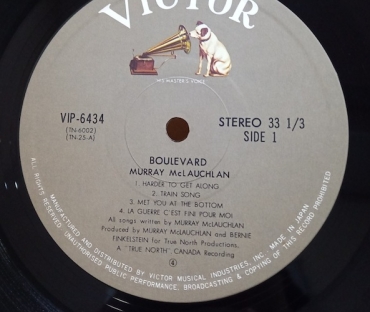 VICTOR
"HIS MASTER'S VOICE"
VIP-6434
(TN-6002)
(TN-25-A)
STEREO 33 1/3
SIDE 1
BOULEVARD
MURRAY McLAUCHLAN
1. HARDER TO GET ALONG
2. TRAIN SONG
3. MET YOU AT THE BOTTOM
4. LA GUERRE C'EST FINI POUR MOI
All songs written by Murray McLAUCHLAN
Produced by MURRAY McLAUCHLAN and BERNIE
FINKELSTEIN for True North Productions,
A "TRUE NORTH", CANADA Recording
④
ALL RIGHTS RESERVED
MANUFACTURED AND DISTRIBUTED BY VICTOR MUSICAL INDUSTRIES, INC. MADE IN JAPAN
UNAUTHORISED PUBLIC PERFORMANCE, BROADCASTING & COPYING OF THIS RECORD PROHIBITED